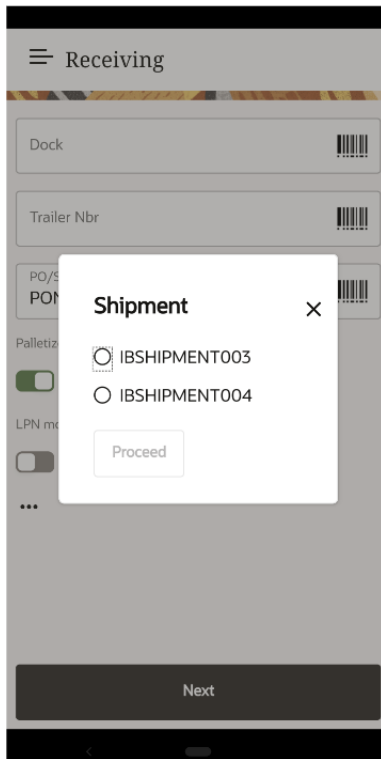 Receiving
Dock
Trailer Nbr
PO/S
PON
Palletiz
LPN mo
Shipment
IBSHIPMENT003
IBSHIPMENT004
Proceed
Next